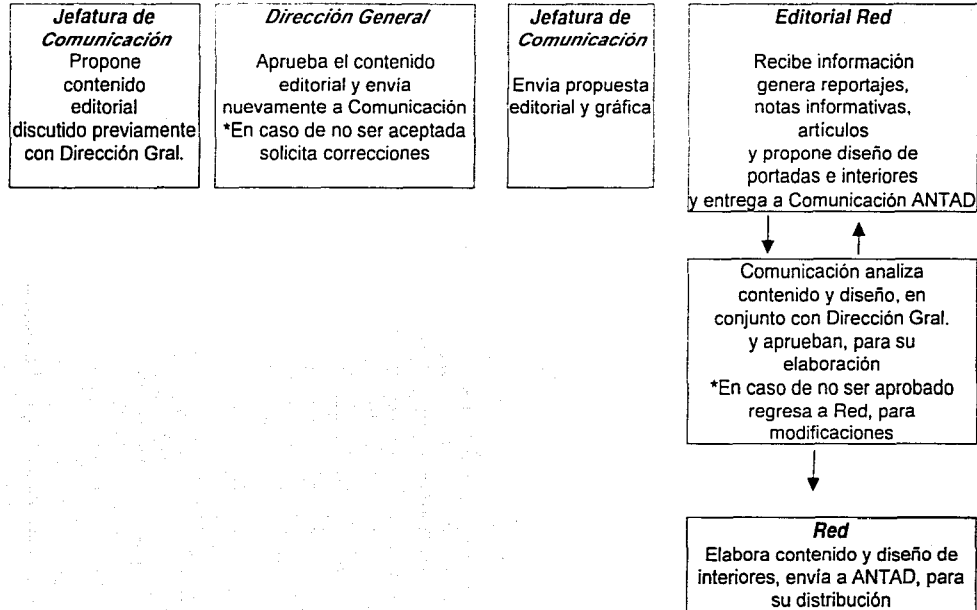 Jefatura de
Comunicación
Propone
contenido
editorial
discutido previamente
con Dirección Gral.
Dirección General
Aprueba el contenido
editorial y envía
nuevamente a Comunicación
*En caso de no ser aceptada
solicita correcciones
Jefatura de
Comunicación
Envía propuesta
editorial y gráfica
Editorial Red
Recibe información
genera reportajes,
notas informativas,
artículos
y propone diseño de
portadas e interiores
y entrega a Comunicación ANTAD
Comunicación analiza
contenido y diseño, en
conjunto con Dirección Gral.
y aprueban, para su
elaboración
*En caso de no ser aprobado
regresa a Red, para
modificaciones
Red
Elabora contenido y diseño de
interiores, envía a ANTAD, para
su distribución